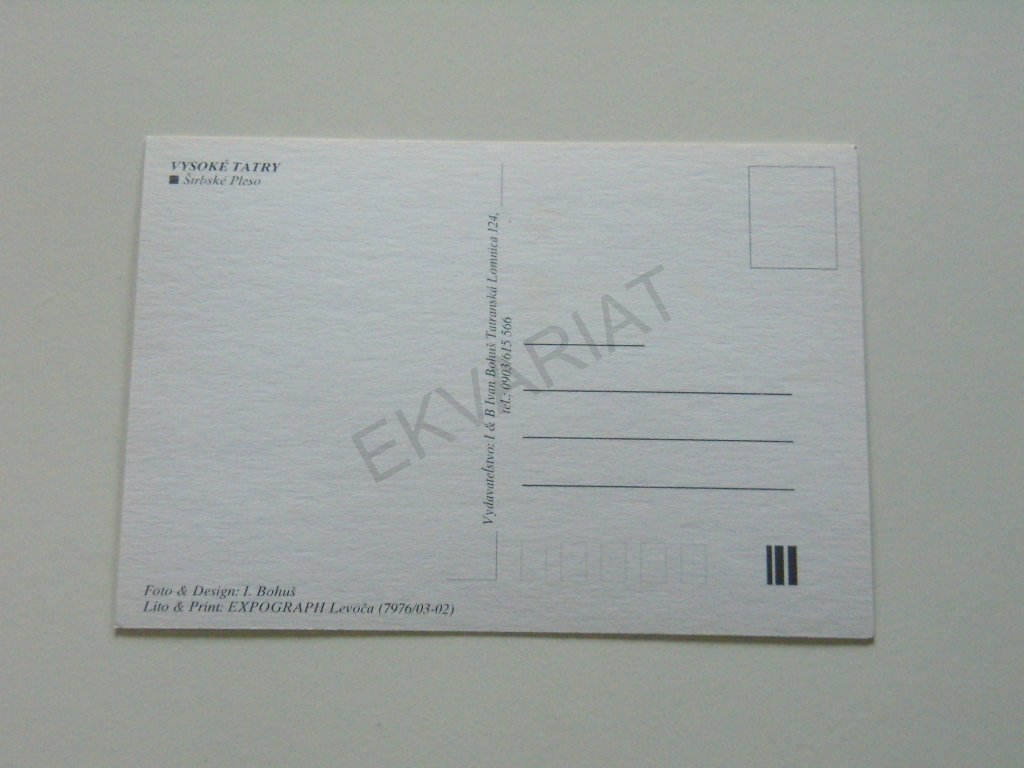 VYSOKÉ TATRY
Štrbské Pleso
Vydavateľstvo: I & B Ivan Bohuš Tatranská Lomnica 124,
tel.: 0903/615 566
EKVARIAT
Foto & Design: I. Bohuš
Lito & Print: EXPOGRAPH Levoča (7976/03-02)